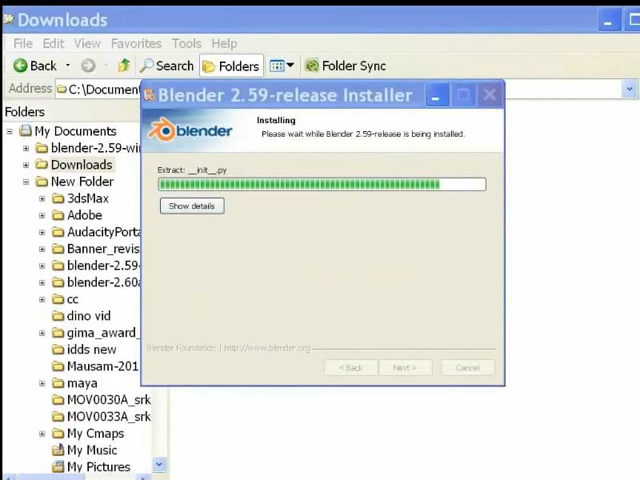 Downloads
File Edit View Favorites Tools Help
Back Search Folders Folder Sync
Address C:\Document
Folders
My Documents
blender-2.59-win
Downloads
New Folder
3dsMax
Adobe
AudacityPorta
Banner_revis
blender-2.59-
blender-2.60a
cc
dino vid
gima_award_
idds new
Mausam-201
maya
MOV0030A_srk
MOV0033A_srk
My Cmaps
My Music
My Pictures
Blender 2.59-release Installer
blender
Installing
Please wait while Blender 2.59-release is being installed.
Extract: __init__.py
Show details
Blender Foundation | http://www.blender.org
< Back Next > Cancel